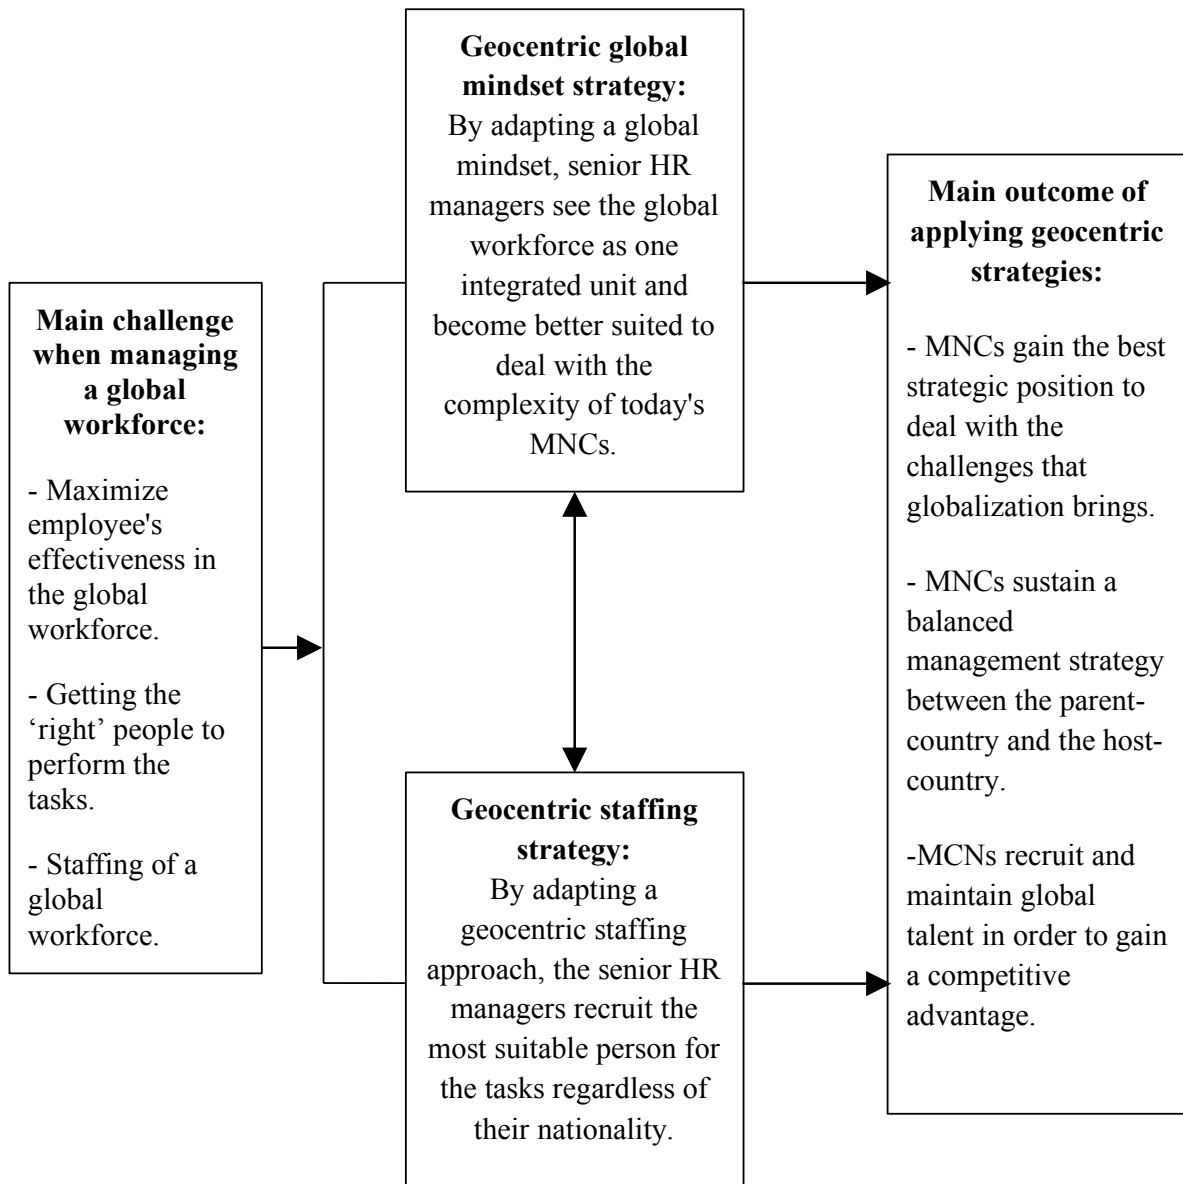 Main challenge
when managing
a global
workforce:
- Maximize
employee's
effectiveness in
the global
workforce.
- Getting the
‘right’ people to
perform the
tasks.
- Staffing of a
global
workforce.
Geocentric global
mindset strategy:
By adapting a global
mindset, senior HR
managers see the global
workforce as one
integrated unit and
become better suited to
deal with the
complexity of today's
MNCs.
Geocentric staffing
strategy:
By adapting a
geocentric staffing
approach, the senior HR
managers recruit the
most suitable person for
the tasks regardless of
their nationality.
Main outcome of
applying geocentric
strategies:
- MNCs gain the best
strategic position to
deal with the
challenges that
globalization brings.
- MNCs sustain a
balanced
management strategy
between the parent-
country and the host-
country.
-MCNs recruit and
maintain global
talent in order to gain
a competitive
advantage.